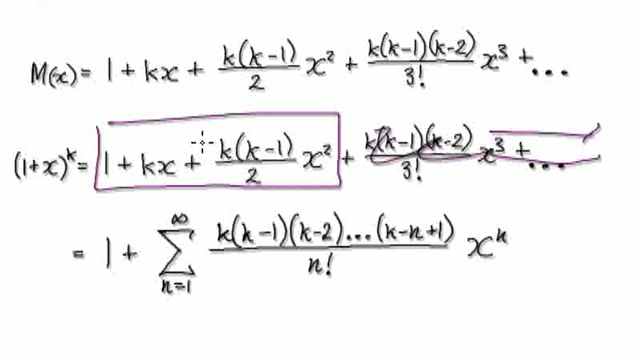 M(x) = 1 + kx + k(k-1)/2 x² + k(k-1)(k-2)/3! x³ + ...
(1+x)ᵏ = 1 + kx + k(k-1)/2 x² + k(k-1)(k-2)/3! x³ + ...
= 1 + ∑_{n=1}^{∞} k(k-1)(k-2)...(k-n+1)/n! xⁿ